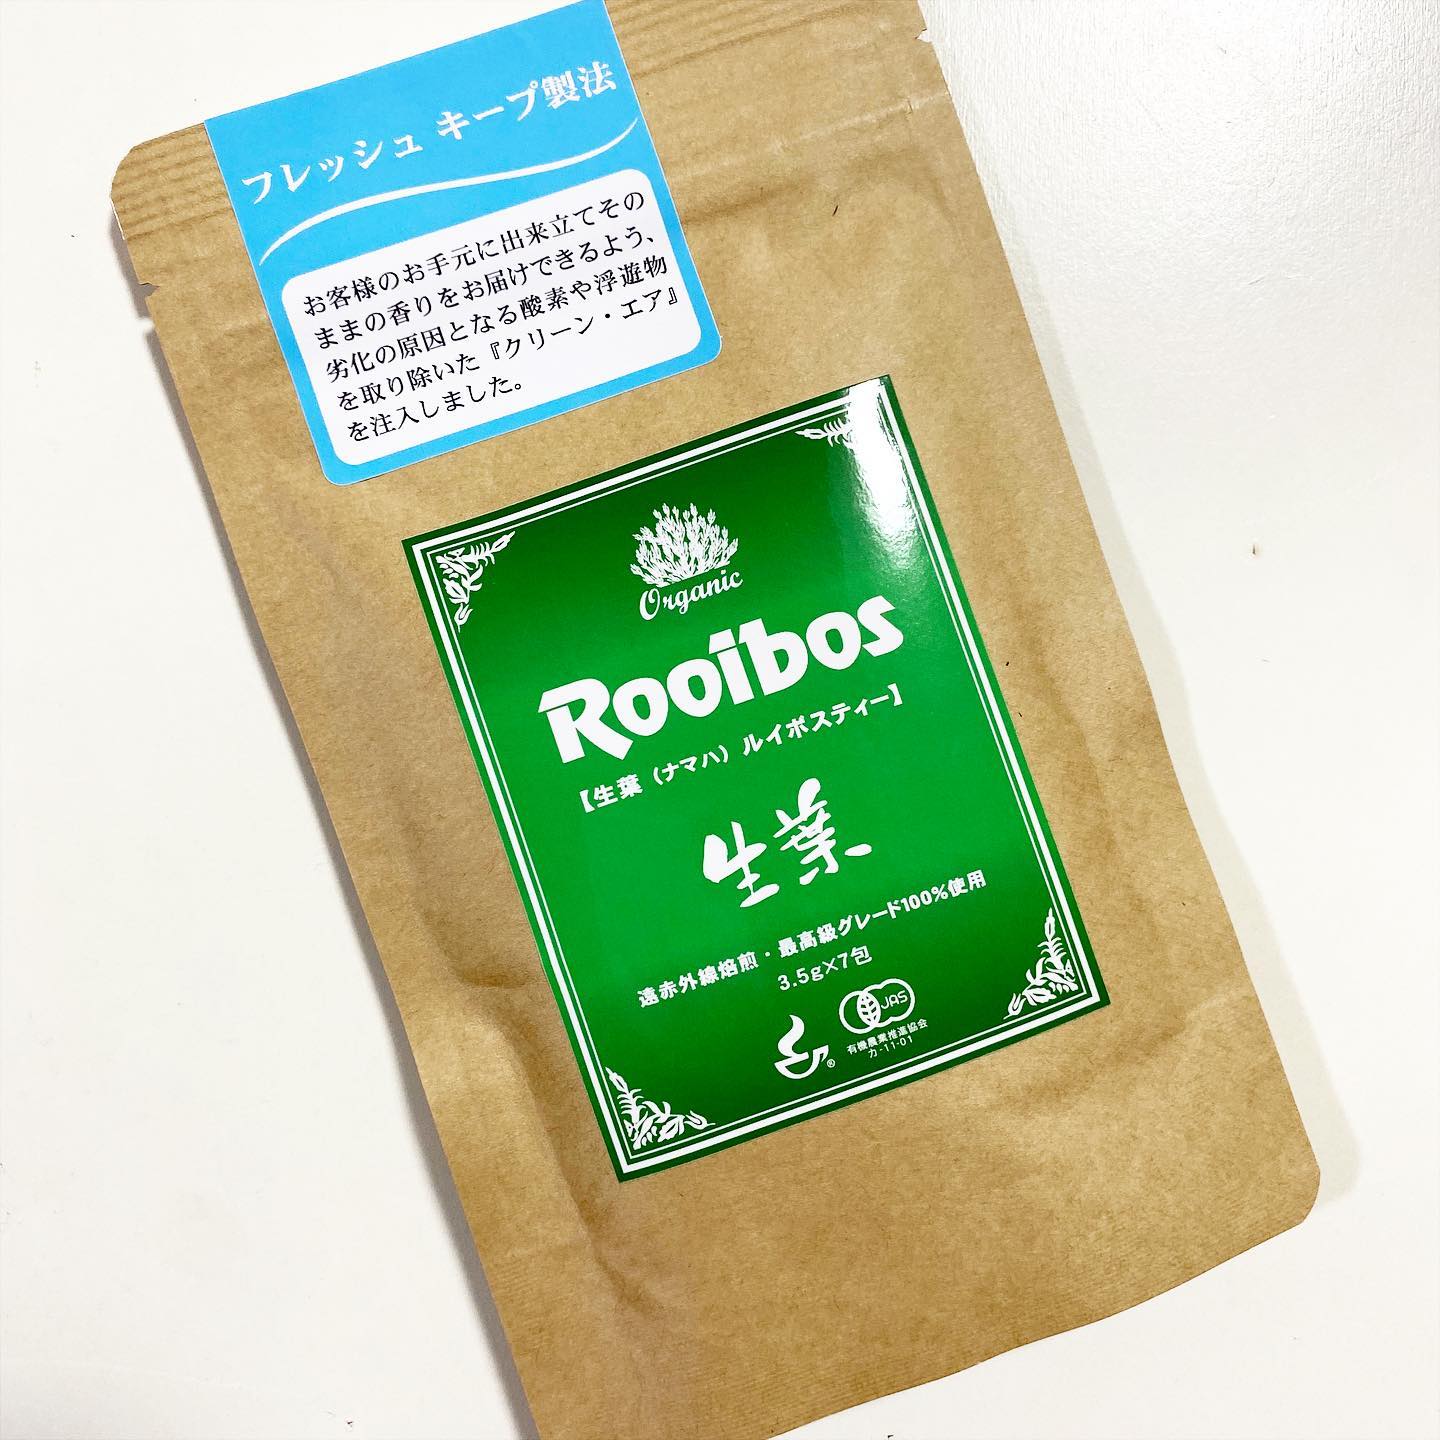 フレッシュ キープ製法
お客様のお手元に出来立てその
ままの香りをお届けできるよう、
劣化の原因となる酸素や浮遊物
を取り除いた『クリーン・エア』
を注入しました。
Organic
Rooibos
【生葉（ナマハ）ルイボスティー】
生葉
遠赤外線焙煎・最高級グレード100%使用
3.5g×7包
JAS
®
有機農業推進協会
カ-11-01